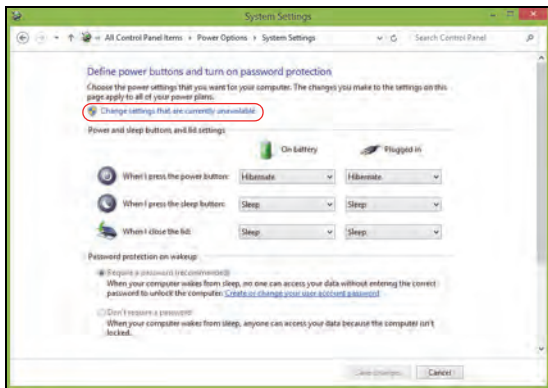 System Settings
All Control Panel Items Power Options System Settings Search Control Panel
Define power buttons and turn on password protection
Choose the power settings that you want for your computer. The changes you make to the settings on this
page apply to all of your power plans.
Change settings that are currently unavailable
Power and sleep buttons and lid settings
On battery Plugged in
When I press the power button: Hibernate Hibernate
When I press the sleep button: Sleep Sleep
When I close the lid: Sleep Sleep
Password protection on wakeup
Require a password (recommended)
When your computer wakes from sleep, no one can access your data without entering the correct
password to unlock the computer. Create or change your user account password
Don't require a password
When your computer wakes from sleep, anyone can access your data because the computer isn't
locked.
Save changes Cancel